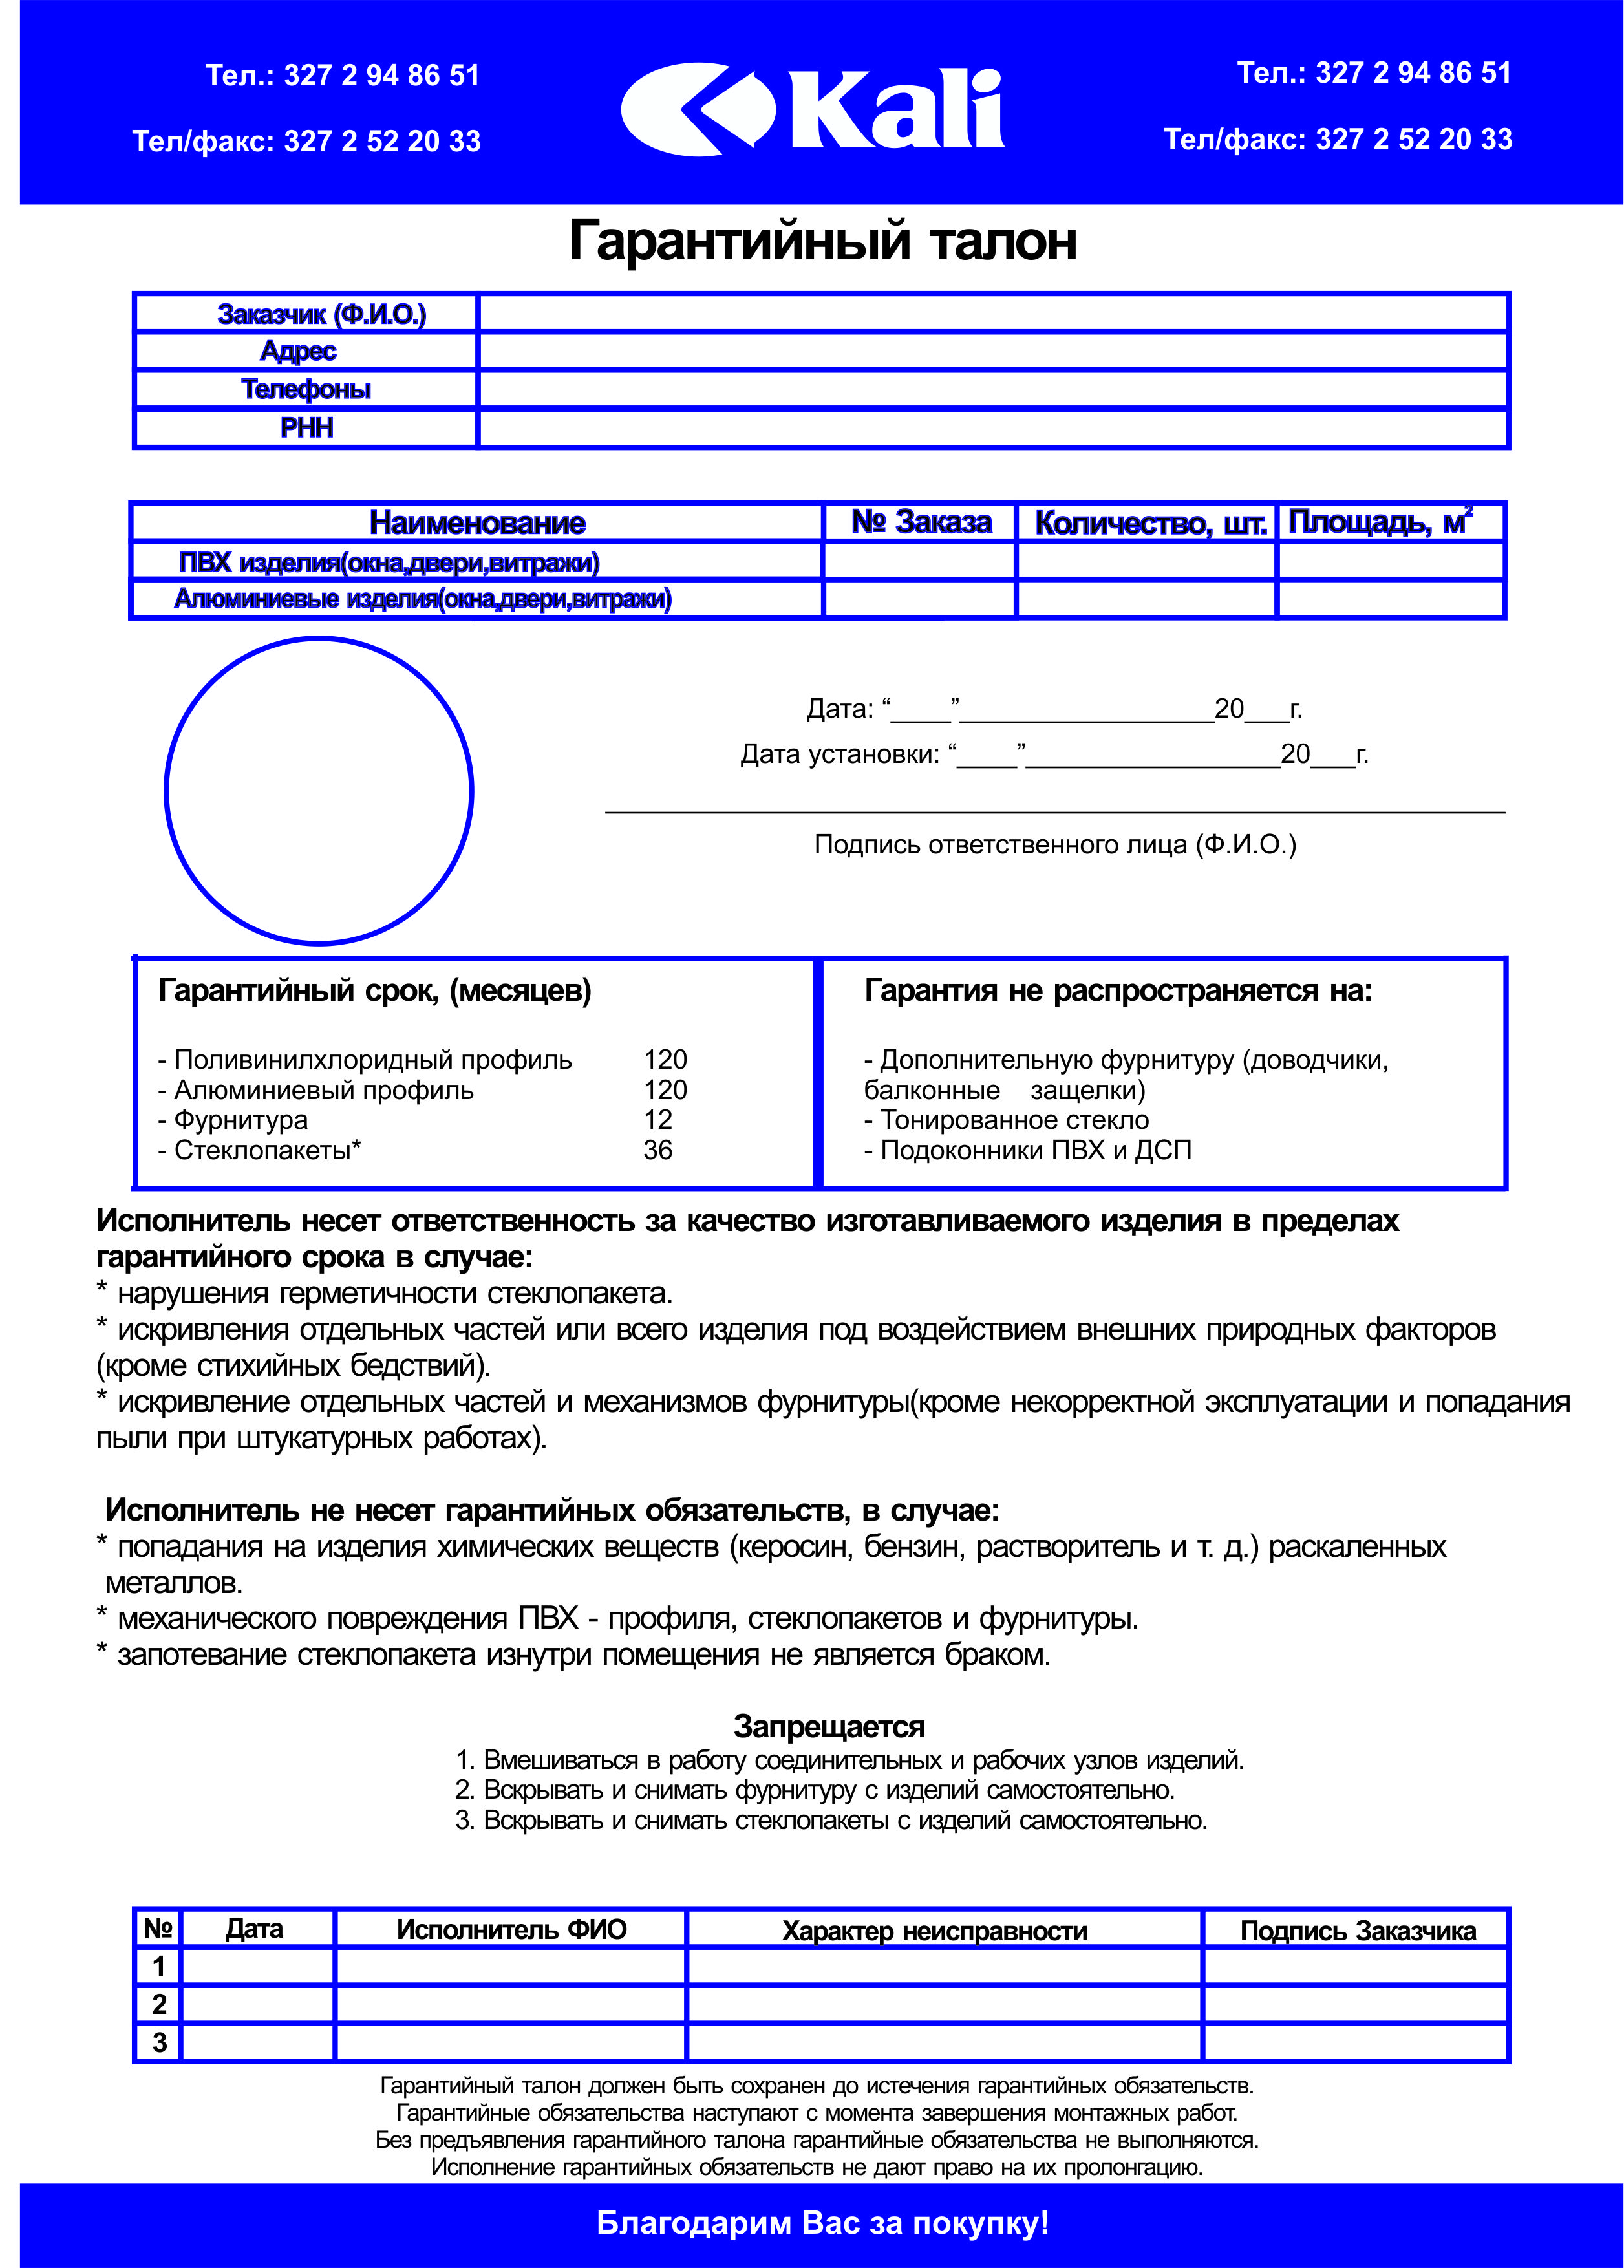 Тел.: 327 2 94 86 51
Тел/факс: 327 2 52 20 33
Kali
Тел.: 327 2 94 86 51
Тел/факс: 327 2 52 20 33
Гарантийный талон
Заказчик (Ф.И.О.)
Адрес
Телефоны
РНН
Наименование № Заказа Количество, шт. Площадь, м²
ПВХ изделия(окна,двери,витражи)
Алюминиевые изделия(окна,двери,витражи)
Дата: “____”_________________20___г.
Дата установки: “____”_________________20___г.
Подпись ответственного лица (Ф.И.О.)
Гарантийный срок, (месяцев)
- Поливинилхлоридный профиль 120
- Алюминиевый профиль 120
- Фурнитура 12
- Стеклопакеты* 36
Гарантия не распространяется на:
- Дополнительную фурнитуру (доводчики,
балконные защелки)
- Тонированное стекло
- Подоконники ПВХ и ДСП
Исполнитель несет ответственность за качество изготавливаемого изделия в пределах
гарантийного срока в случае:
* нарушения герметичности стеклопакета.
* искривления отдельных частей или всего изделия под воздействием внешних природных факторов
(кроме стихийных бедствий).
* искривление отдельных частей и механизмов фурнитуры(кроме некорректной эксплуатации и попадания
пыли при штукатурных работах).
Исполнитель не несет гарантийных обязательств, в случае:
* попадания на изделия химических веществ (керосин, бензин, растворитель и т. д.) раскаленных
металлов.
* механического повреждения ПВХ - профиля, стеклопакетов и фурнитуры.
* запотевание стеклопакета изнутри помещения не является браком.
Запрещается
1. Вмешиваться в работу соединительных и рабочих узлов изделий.
2. Вскрывать и снимать фурнитуру с изделий самостоятельно.
3. Вскрывать и снимать стеклопакеты с изделий самостоятельно.
№ Дата Исполнитель ФИО Характер неисправности Подпись Заказчика
1
2
3
Гарантийный талон должен быть сохранен до истечения гарантийных обязательств.
Гарантийные обязательства наступают с момента завершения монтажных работ.
Без предъявления гарантийного талона гарантийные обязательства не выполняются.
Исполнение гарантийных обязательств не дают право на их пролонгацию.
Благодарим Вас за покупку!